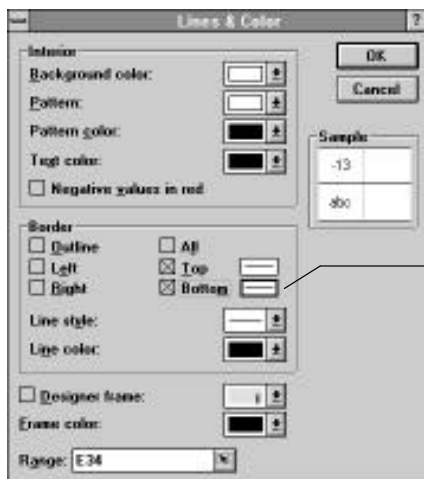 Lines & Color
?
Interior
Background color:
Pattern:
Pattern color:
Text color:
Negative values in red
OK
Cancel
Sample
-13
abc
Border
Outline
All
Left
Top
Right
Bottom
Line style:
Line color:
Designer frame:
Frame color:
Range: E34